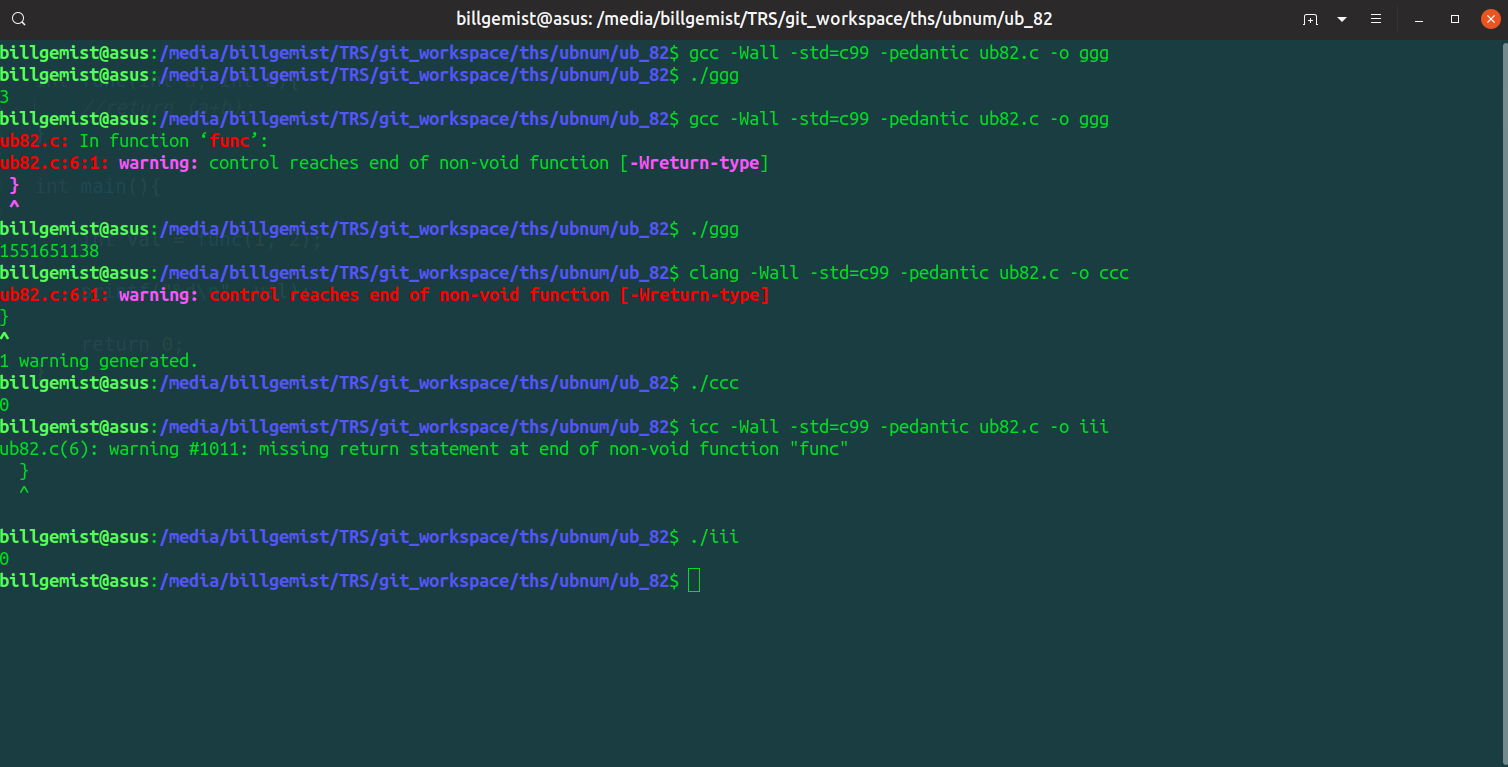 billgemist@asus: /media/billgemist/TRS/git_workspace/ths/ubnum/ub_82
billgemist@asus:/media/billgemist/TRS/git_workspace/ths/ubnum/ub_82$ gcc -Wall -std=c99 -pedantic ub82.c -o ggg
billgemist@asus:/media/billgemist/TRS/git_workspace/ths/ubnum/ub_82$ ./ggg
3
//return (a+b)
billgemist@asus:/media/billgemist/TRS/git_workspace/ths/ubnum/ub_82$ gcc -Wall -std=c99 -pedantic ub82.c -o ggg
ub82.c: In function ‘func’:
ub82.c:6:1: warning: control reaches end of non-void function [-Wreturn-type]
}
int main(){
^
billgemist@asus:/media/billgemist/TRS/git_workspace/ths/ubnum/ub_82$ ./ggg
val = func(1, 2);
1551651138
billgemist@asus:/media/billgemist/TRS/git_workspace/ths/ubnum/ub_82$ clang -Wall -std=c99 -pedantic ub82.c -o ccc
ub82.c:6:1: warning: control reaches end of non-void function [-Wreturn-type]
}
^
return 0;
1 warning generated.
billgemist@asus:/media/billgemist/TRS/git_workspace/ths/ubnum/ub_82$ ./ccc
0
billgemist@asus:/media/billgemist/TRS/git_workspace/ths/ubnum/ub_82$ icc -Wall -std=c99 -pedantic ub82.c -o iii
ub82.c(6): warning #1011: missing return statement at end of non-void function "func"
}
^
billgemist@asus:/media/billgemist/TRS/git_workspace/ths/ubnum/ub_82$ ./iii
0
billgemist@asus:/media/billgemist/TRS/git_workspace/ths/ubnum/ub_82$